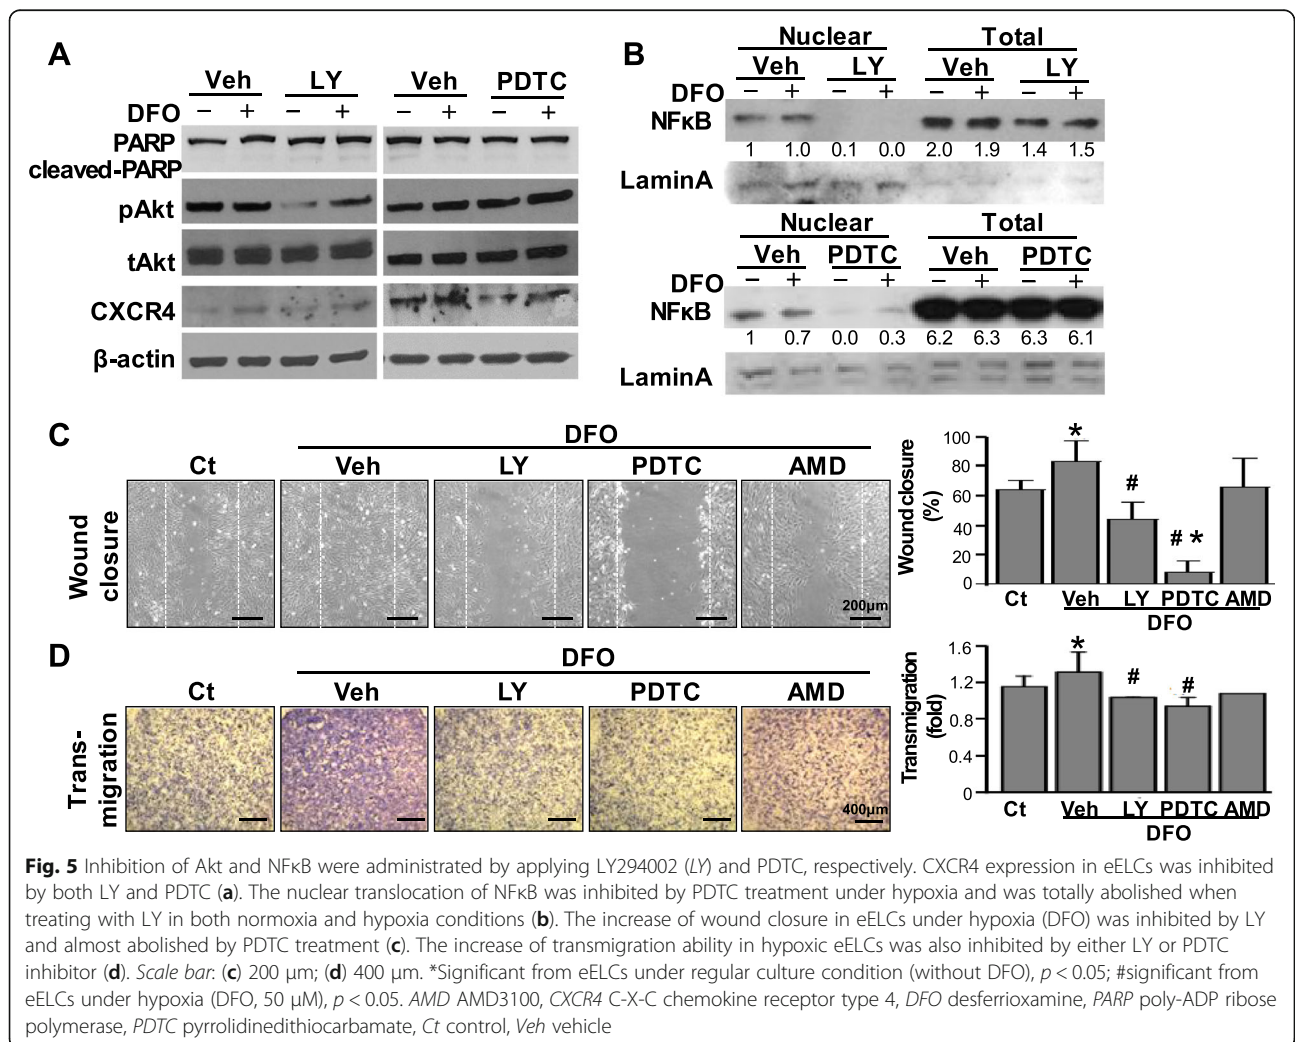 A
Veh LY Veh PDTC
DFO − + − + − + − +
PARP
cleaved-PARP
pAkt
tAkt
CXCR4
β-actin
B
Nuclear Total
Veh LY Veh LY
DFO − + − + − + − +
NFκB
1 1.0 0.1 0.0 2.0 1.9 1.4 1.5
LaminA
Nuclear Total
Veh PDTC Veh PDTC
DFO − + − + − + − +
NFκB
1 0.7 0.0 0.3 6.2 6.3 6.3 6.1
LaminA
C
DFO
Ct Veh LY PDTC AMD
Wound
closure
200μm
Wound closure
(%)
100
80
60
40
20
0
*
#
# *
Ct Veh LY PDTC AMD
DFO
D
DFO
Ct Veh LY PDTC AMD
Trans-
migration
400μm
Transmigration
(fold)
1.6
1.2
0.8
0.4
0
*
#
#
Ct Veh LY PDTC AMD
DFO
Fig. 5 Inhibition of Akt and NFκB were administrated by applying LY294002 (LY) and PDTC, respectively. CXCR4 expression in eELCs was inhibited
by both LY and PDTC (a). The nuclear translocation of NFκB was inhibited by PDTC treatment under hypoxia and was totally abolished when
treating with LY in both normoxia and hypoxia conditions (b). The increase of wound closure in eELCs under hypoxia (DFO) was inhibited by LY
and almost abolished by PDTC treatment (c). The increase of transmigration ability in hypoxic eELCs was also inhibited by either LY or PDTC
inhibitor (d). Scale bar: (c) 200 μm; (d) 400 μm. *Significant from eELCs under regular culture condition (without DFO), p < 0.05; #significant from
eELCs under hypoxia (DFO, 50 μM), p < 0.05. AMD AMD3100, CXCR4 C-X-C chemokine receptor type 4, DFO desferrioxamine, PARP poly-ADP ribose
polymerase, PDTC pyrrolidinedithiocarbamate, Ct control, Veh vehicle